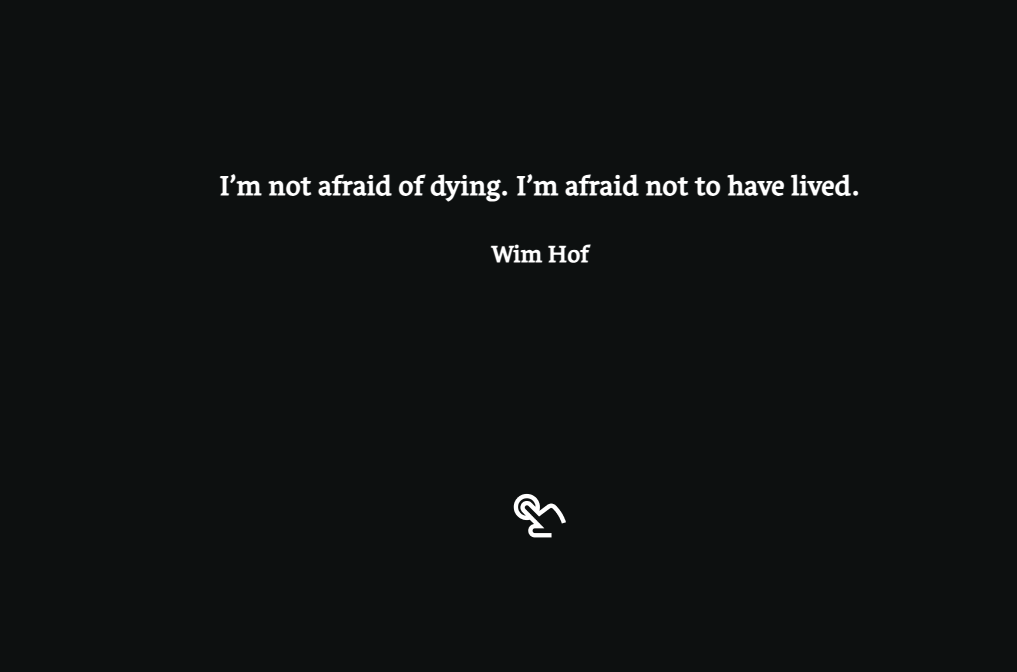 I’m not afraid of dying. I’m afraid not to have lived.
Wim Hof